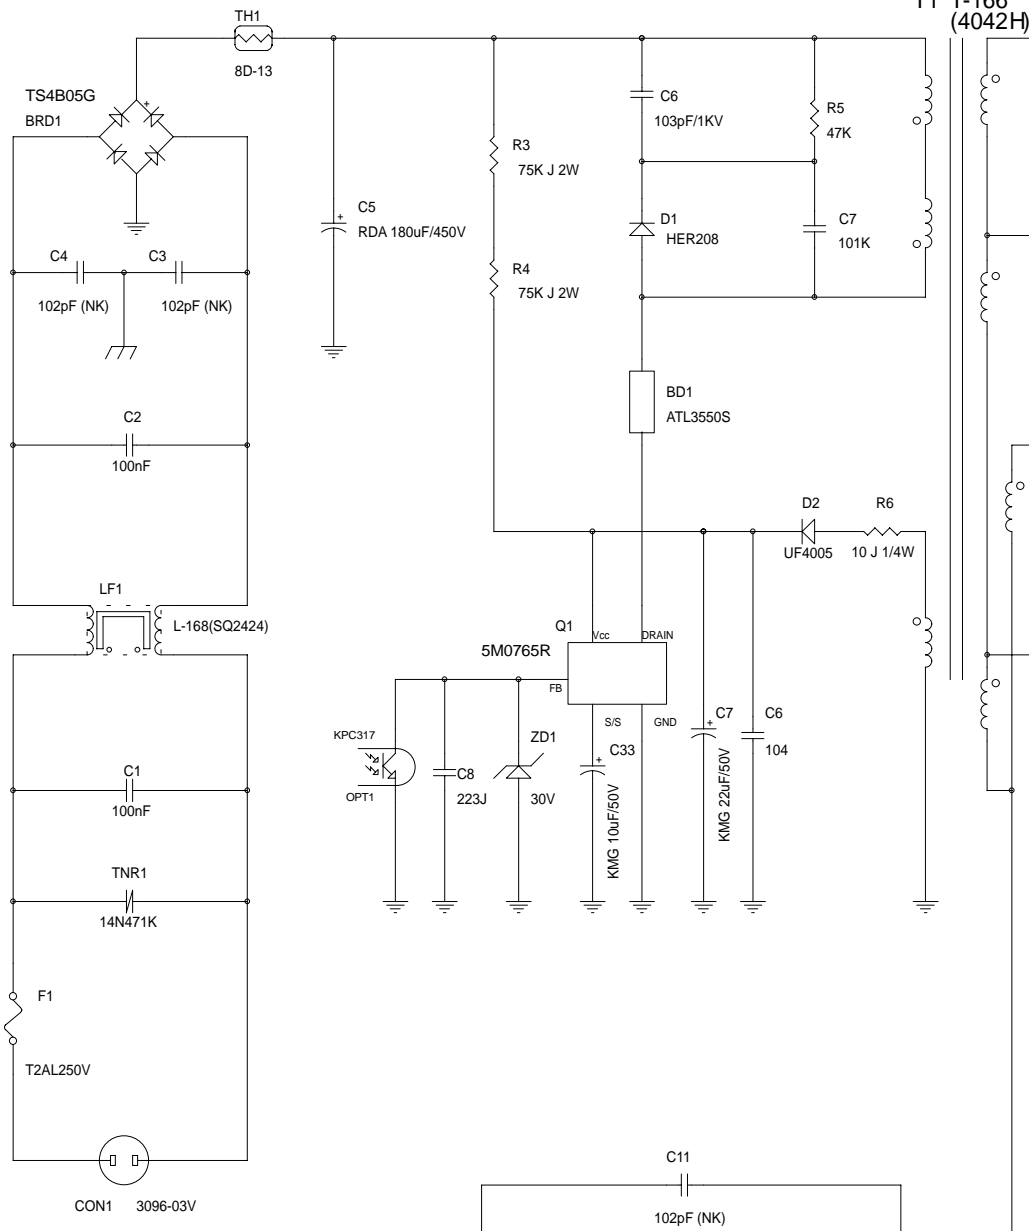 T1 T-166
(4042H)
TH1
8D-13
TS4B05G
BRD1
+
C6
103pF/1KV
R5
47K
R3
75K J 2W
C5
+
RDA 180uF/450V
D1
HER208
C7
101K
C4
C3
102pF (NK)
102pF (NK)
R4
75K J 2W
BD1
ATL3550S
C2
100nF
D2
R6
UF4005
10 J 1/4W
LF1
L-168(SQ2424)
Q1
Vcc
DRAIN
5M0765R
FB
S/S
GND
KPC317
OPT1
C8
223J
ZD1
30V
+
C33
KMG 10uF/50V
C7
+
KMG 22uF/50V
C6
104
C1
100nF
TNR1
14N471K
F1
T2AL250V
CON1
3096-03V
C11
102pF (NK)